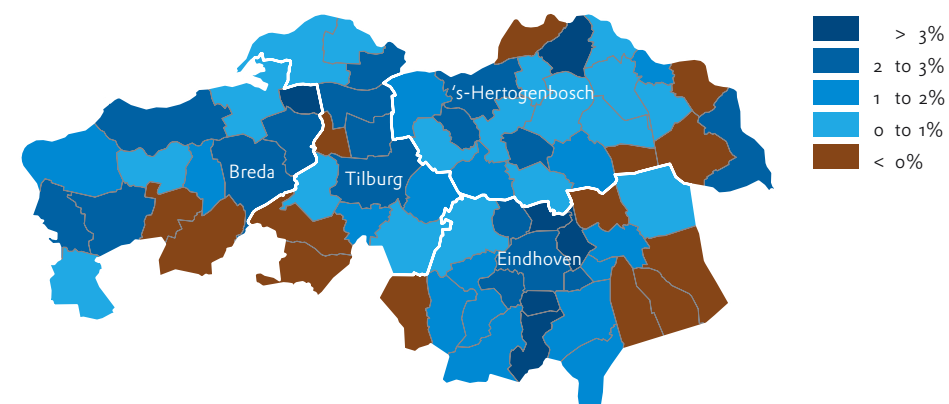 > 3%
2 to 3%
1 to 2%
0 to 1%
< 0%
's-Hertogenbosch
Breda
Tilburg
Eindhoven